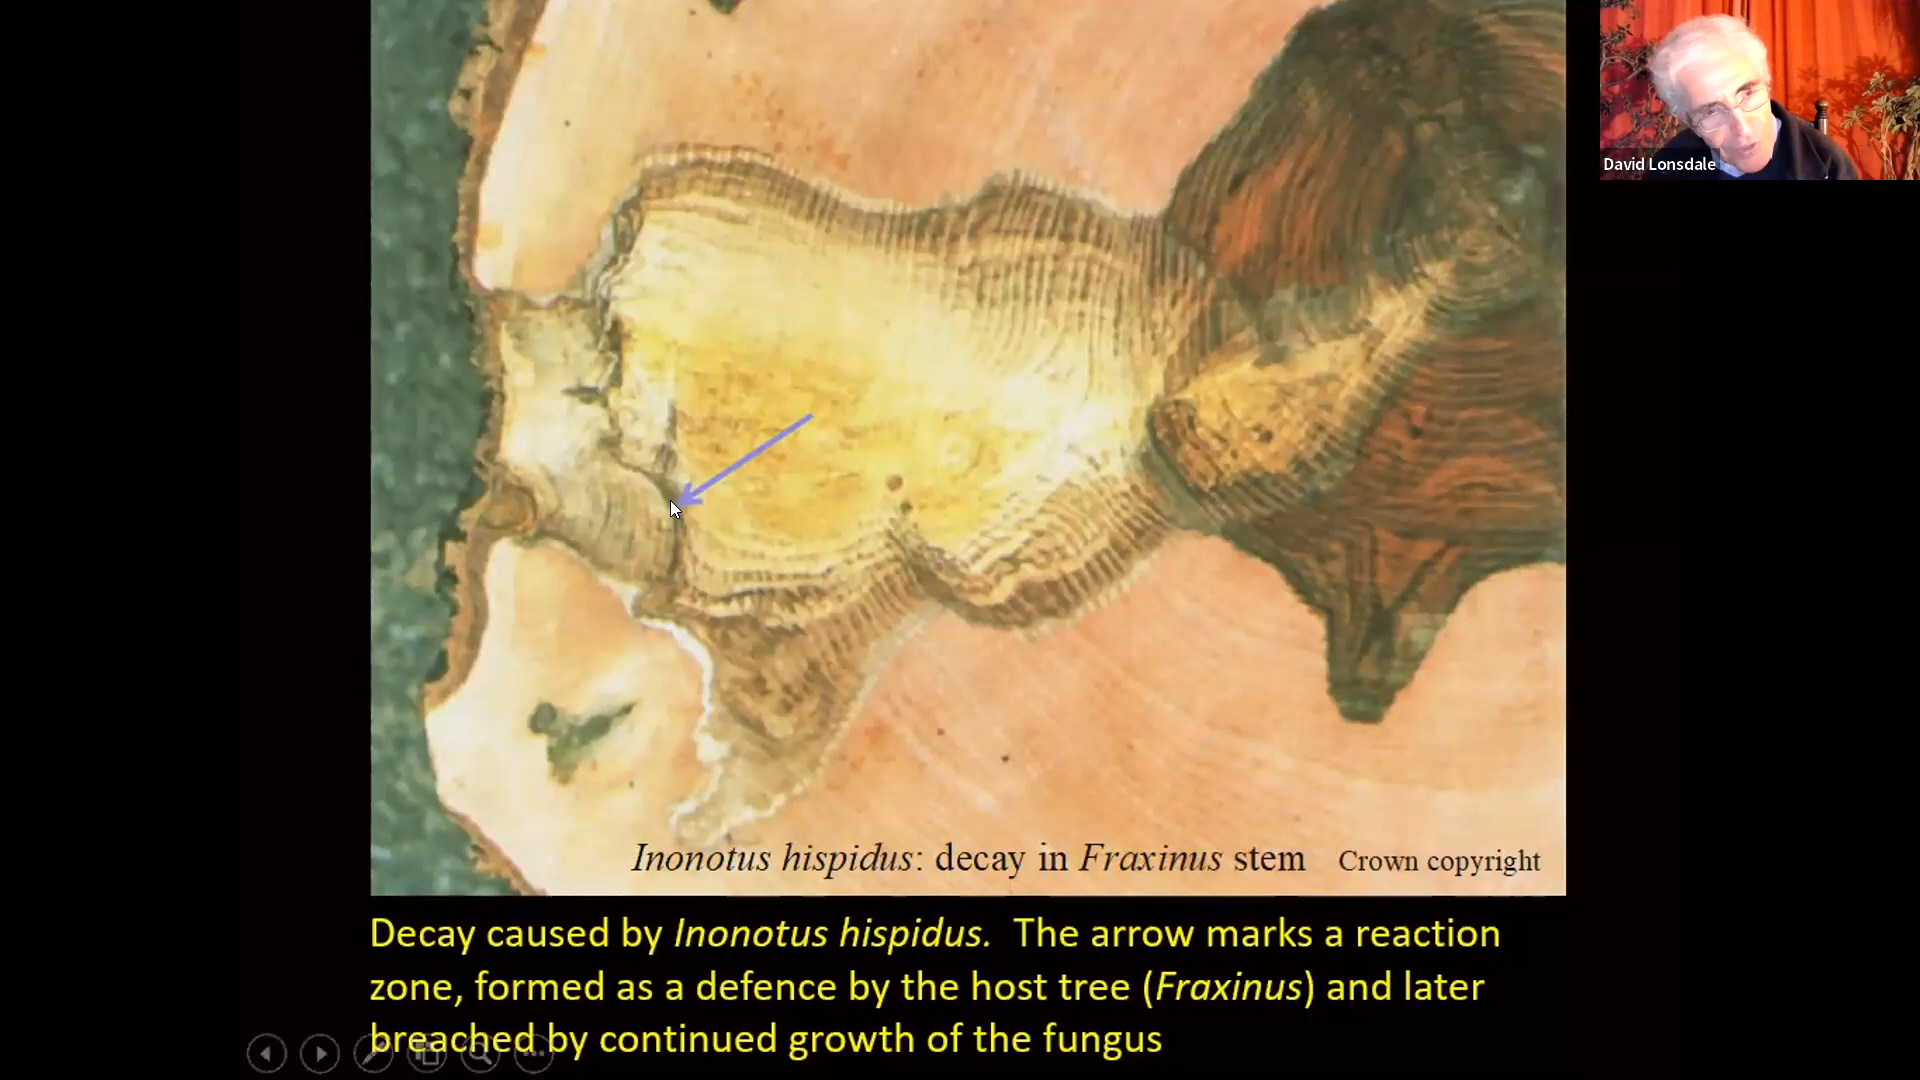 David Lonsdale
Inonotus hispidus: decay in Fraxinus stem Crown copyright
Decay caused by Inonotus hispidus. The arrow marks a reaction
zone, formed as a defence by the host tree (Fraxinus) and later
breached by continued growth of the fungus